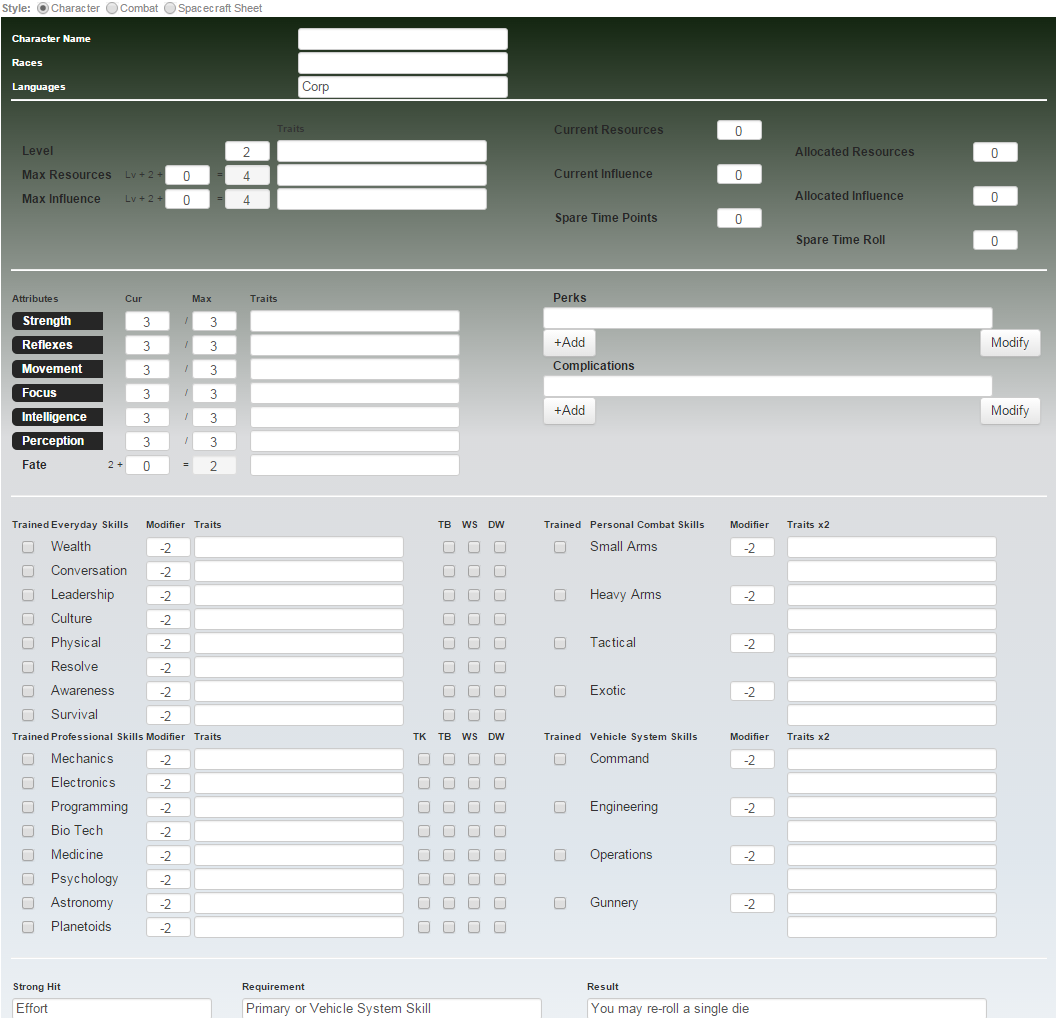 Style: Character Combat Spacecraft Sheet
Character Name
Races
Languages Corp
Traits
Level 2
Max Resources Lv + 2 + 0 = 4
Max Influence Lv + 2 + 0 = 4
Current Resources 0
Allocated Resources 0
Current Influence 0
Allocated Influence 0
Spare Time Points 0
Spare Time Roll 0
Attributes Cur Max Traits
Strength 3 / 3
Reflexes 3 / 3
Movement 3 / 3
Focus 3 / 3
Intelligence 3 / 3
Perception 3 / 3
Fate 2 + 0 = 2
Perks
+Add Modify
Complications
+Add Modify
Trained Everyday Skills Modifier Traits TB WS DW
Wealth -2
Conversation -2
Leadership -2
Culture -2
Physical -2
Resolve -2
Awareness -2
Survival -2
Trained Personal Combat Skills Modifier Traits x2
Small Arms -2
Heavy Arms -2
Tactical -2
Exotic -2
Trained Professional Skills Modifier Traits TK TB WS DW
Mechanics -2
Electronics -2
Programming -2
Bio Tech -2
Medicine -2
Psychology -2
Astronomy -2
Planetoids -2
Trained Vehicle System Skills Modifier Traits x2
Command -2
Engineering -2
Operations -2
Gunnery -2
Strong Hit Requirement Result
Effort Primary or Vehicle System Skill You may re-roll a single die